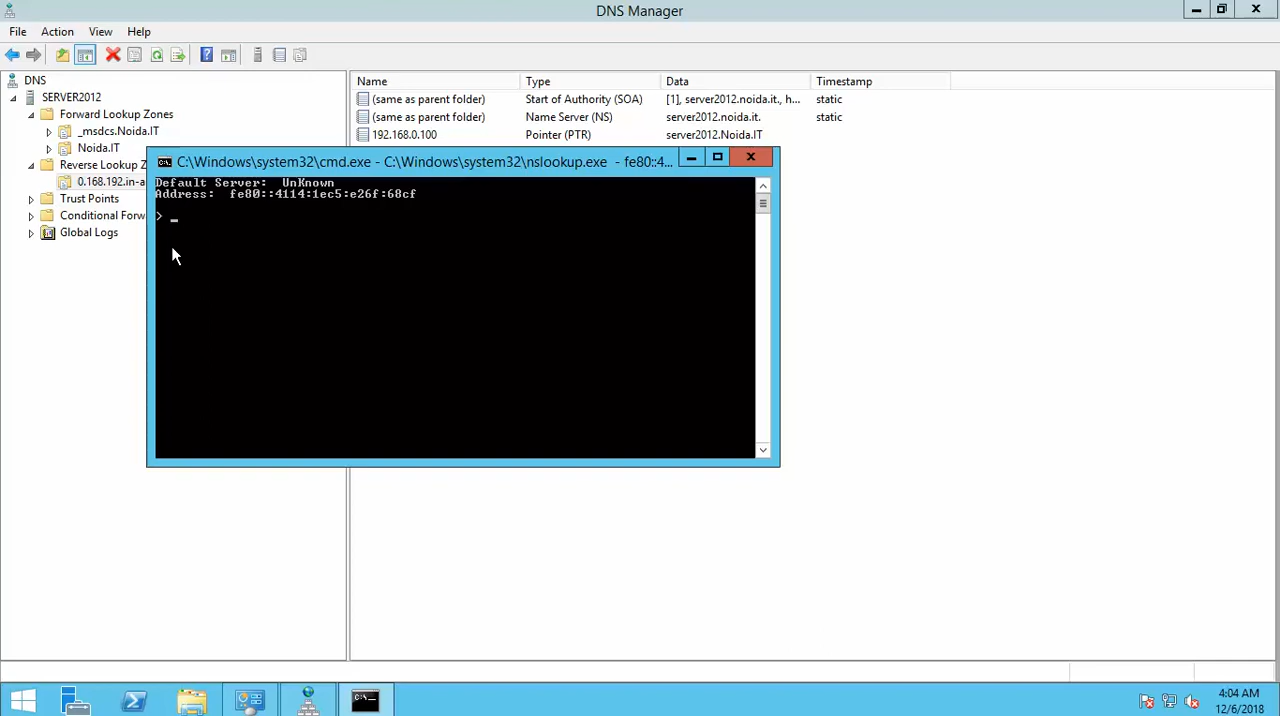 DNS Manager
File Action View Help
DNS
SERVER2012
Forward Lookup Zones
_msdcs.Noida.IT
Noida.IT
Reverse Lookup Z
0.168.192.in-a
Trust Points
Conditional Forw
Global Logs
Name Type Data Timestamp
(same as parent folder) Start of Authority (SOA) [1], server2012.noida.it., h... static
(same as parent folder) Name Server (NS) server2012.noida.it. static
192.168.0.100 Pointer (PTR) server2012.Noida.IT
C:\Windows\system32\cmd.exe - C:\Windows\system32\nslookup.exe - fe80::4...
Default Server: UnKnown
Address: fe80::4114:1ec5:e26f:68cf
> _
4:04 AM
12/6/2018